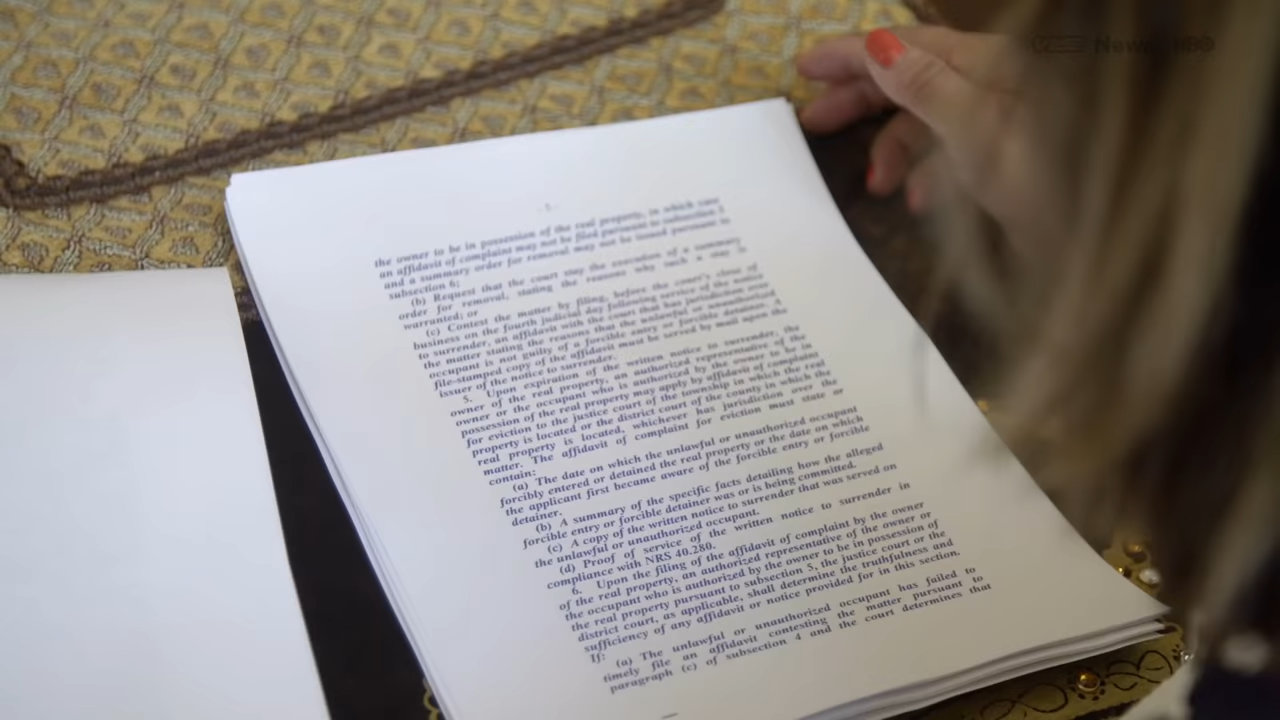 the owner to be in possession of the real property, in which case
an affidavit of complaint may not be filed pursuant to subsection 5
and a summary order for removal may not be issued pursuant to
subsection 6;
(b) Request that the court stay the execution of a summary
order for removal, stating the reasons why such a stay is
warranted; or
(c) Contest the matter by filing, before the court's close of
business on the fourth judicial day following service of the notice
to surrender, an affidavit with the court that has jurisdiction over
the matter stating the reasons that the unlawful or unauthorized
occupant is not guilty of a forcible entry or forcible detainer. A
file-stamped copy of the affidavit must be served by mail upon the
issuer of the notice to surrender.
5. Upon expiration of the written notice to surrender, the
owner of the real property, an authorized representative of the
owner or the occupant who is authorized by the owner to be in
possession of the real property may apply by affidavit of complaint
for eviction to the justice court of the township in which the real
property is located or the district court of the county in which the
real property is located, whichever has jurisdiction over the
matter. The affidavit of complaint for eviction must state or
contain:
(a) The date on which the unlawful or unauthorized occupant
forcibly entered or detained the real property or the date on which
the applicant first became aware of the forcible entry or forcible
detainer.
(b) A summary of the specific facts detailing how the alleged
forcible entry or forcible detainer was or is being committed.
(c) A copy of the written notice to surrender that was served on
the unlawful or unauthorized occupant.
(d) Proof of service of the written notice to surrender in
compliance with NRS 40.280.
6. Upon the filing of the affidavit of complaint by the owner
of the real property, an authorized representative of the owner or
the occupant who is authorized by the owner to be in possession of
the real property pursuant to subsection 5, the justice court or the
district court, as applicable, shall determine the truthfulness and
sufficiency of any affidavit or notice provided for in this section.
If:
(a) The unlawful or unauthorized occupant has failed to
timely file an affidavit contesting the matter pursuant to
paragraph (c) of subsection 4 and the court determines that